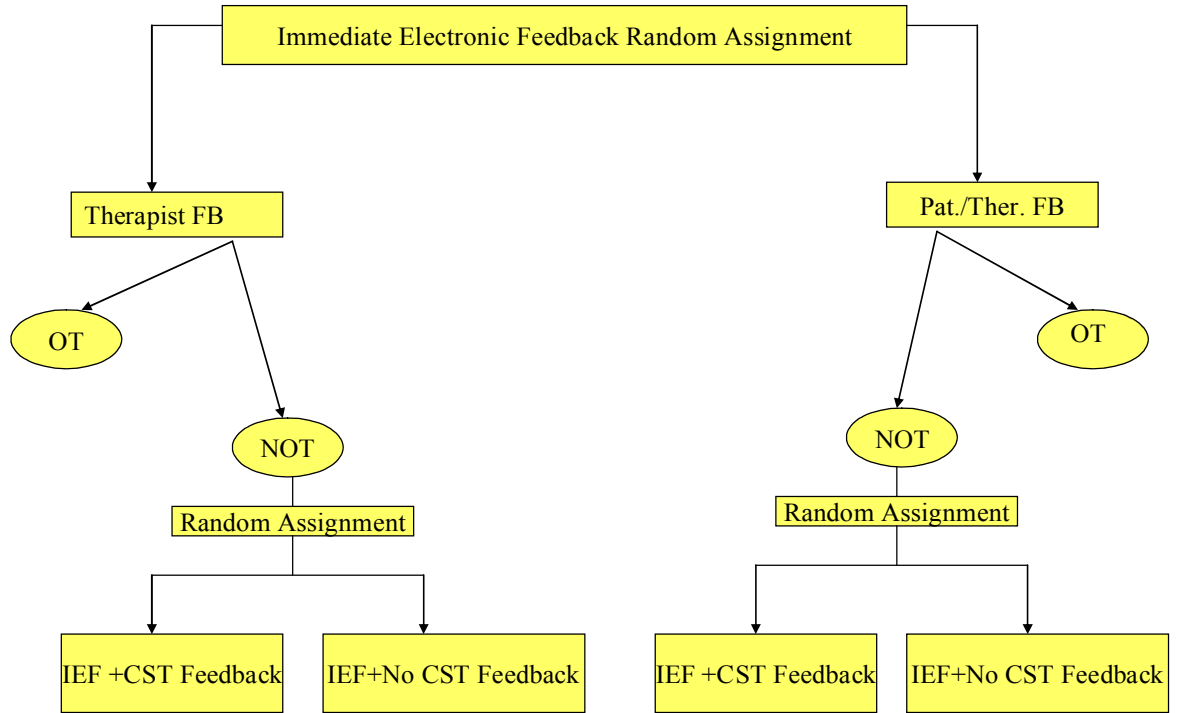 Immediate Electronic Feedback Random Assignment
Therapist FB
Pat./Ther. FB
OT
OT
NOT
NOT
Random Assignment
Random Assignment
IEF +CST Feedback
IEF+No CST Feedback
IEF +CST Feedback
IEF+No CST Feedback